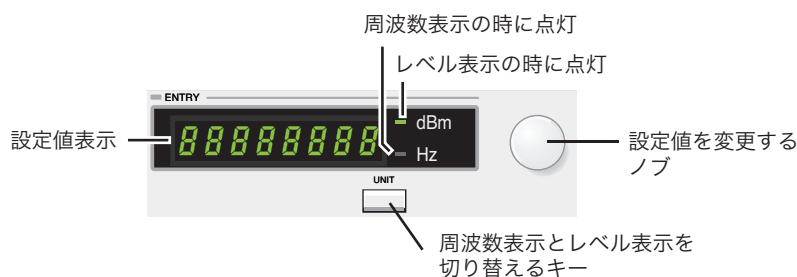 周波数表示の時に点灯
レベル表示の時に点灯
ENTRY
設定値表示
88888888
dBm
Hz
設定値を変更する
ノブ
UNIT
周波数表示とレベル表示を
切り替えるキー